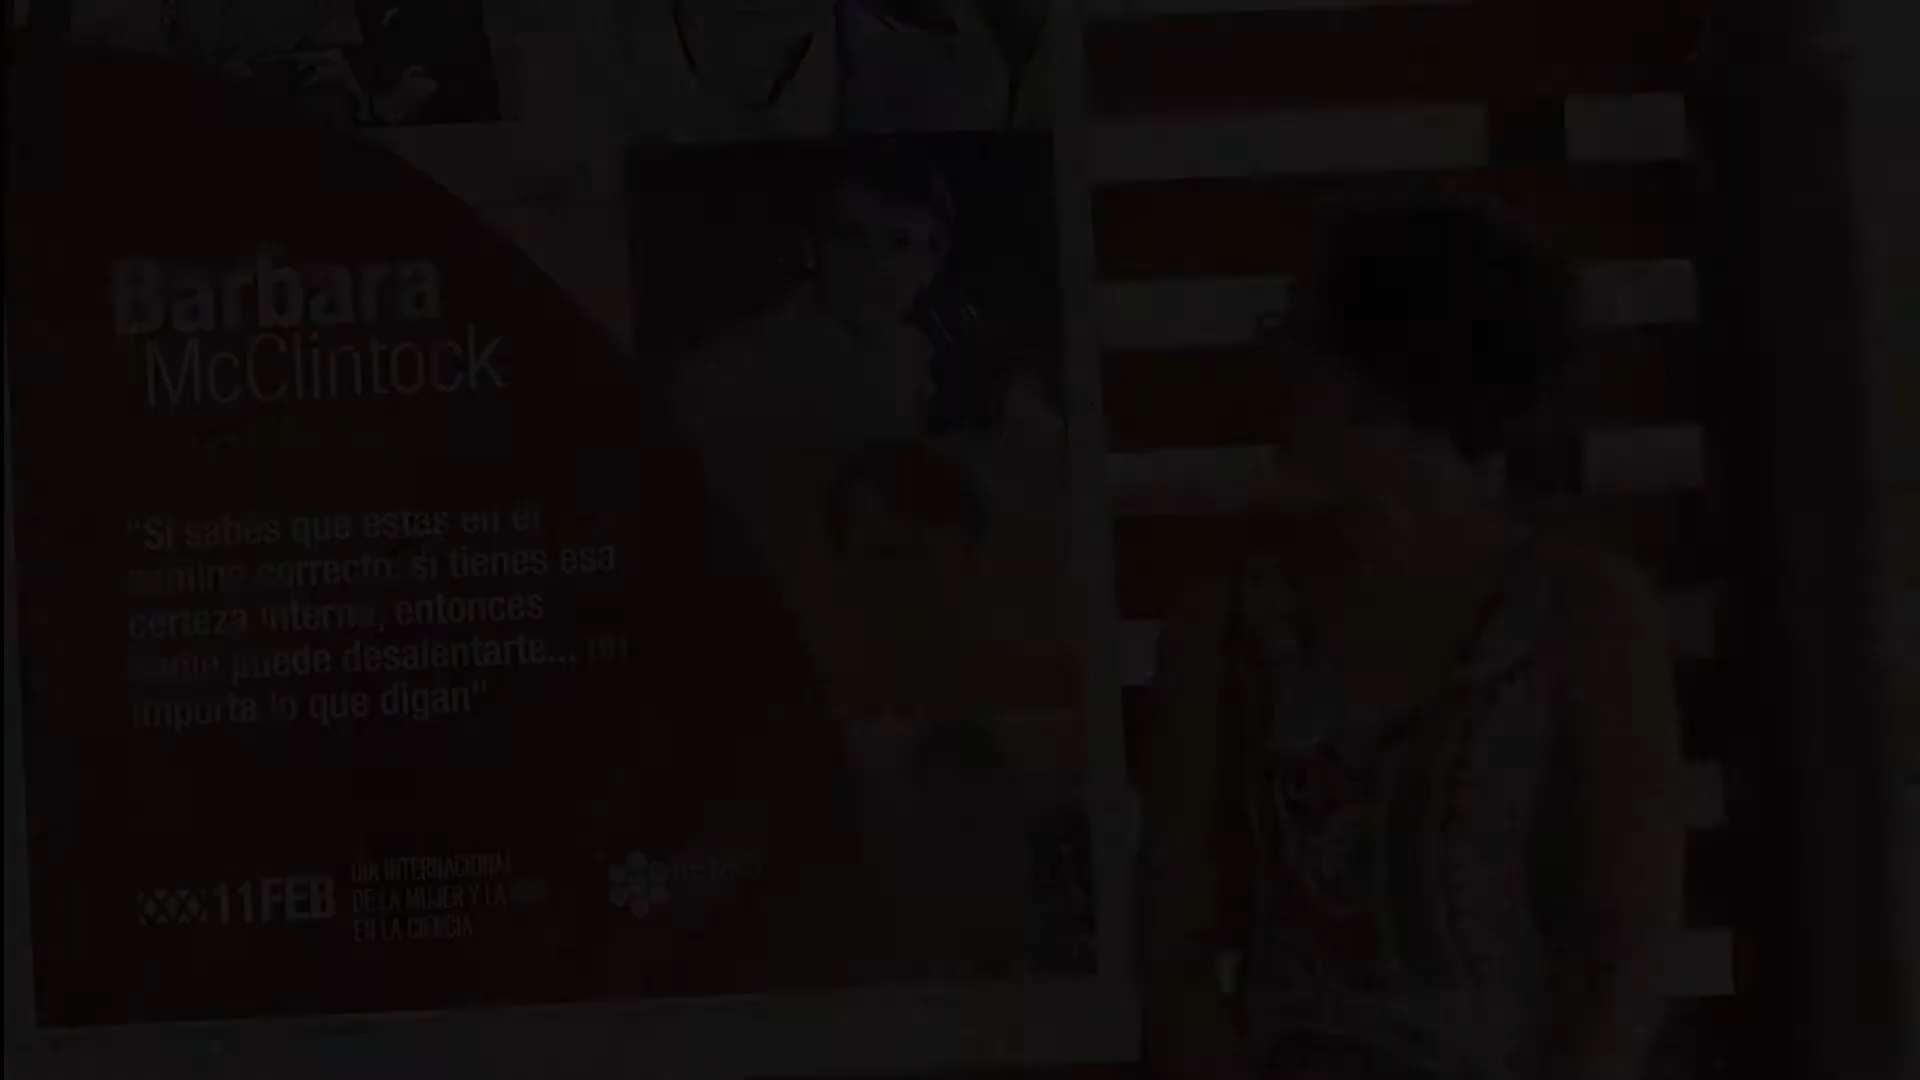 Barbara
McClintock
"Si sabes que estas en el
camino correcto, si tienes esa
certeza interna, entonces
nadie puede desalentarte... no
importa lo que digan"
11FEB
DÍA INTERNACIONAL
DE LA MUJER Y LA
EN LA CIENCIA